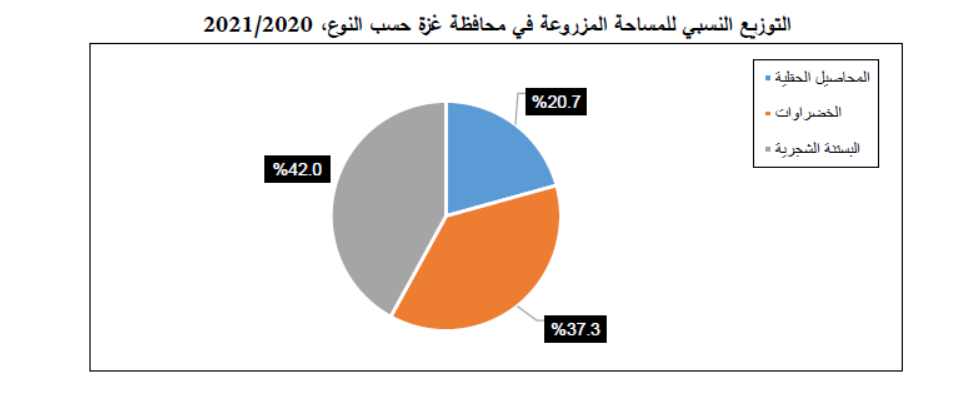 التوزيع النسبي للمساحة المزروعة في محافظة غزة حسب النوع، 2021/2020
المحاصيل الحقلية
الخضراوات
البستنة الشجرية
%20.7
%42.0
%37.3